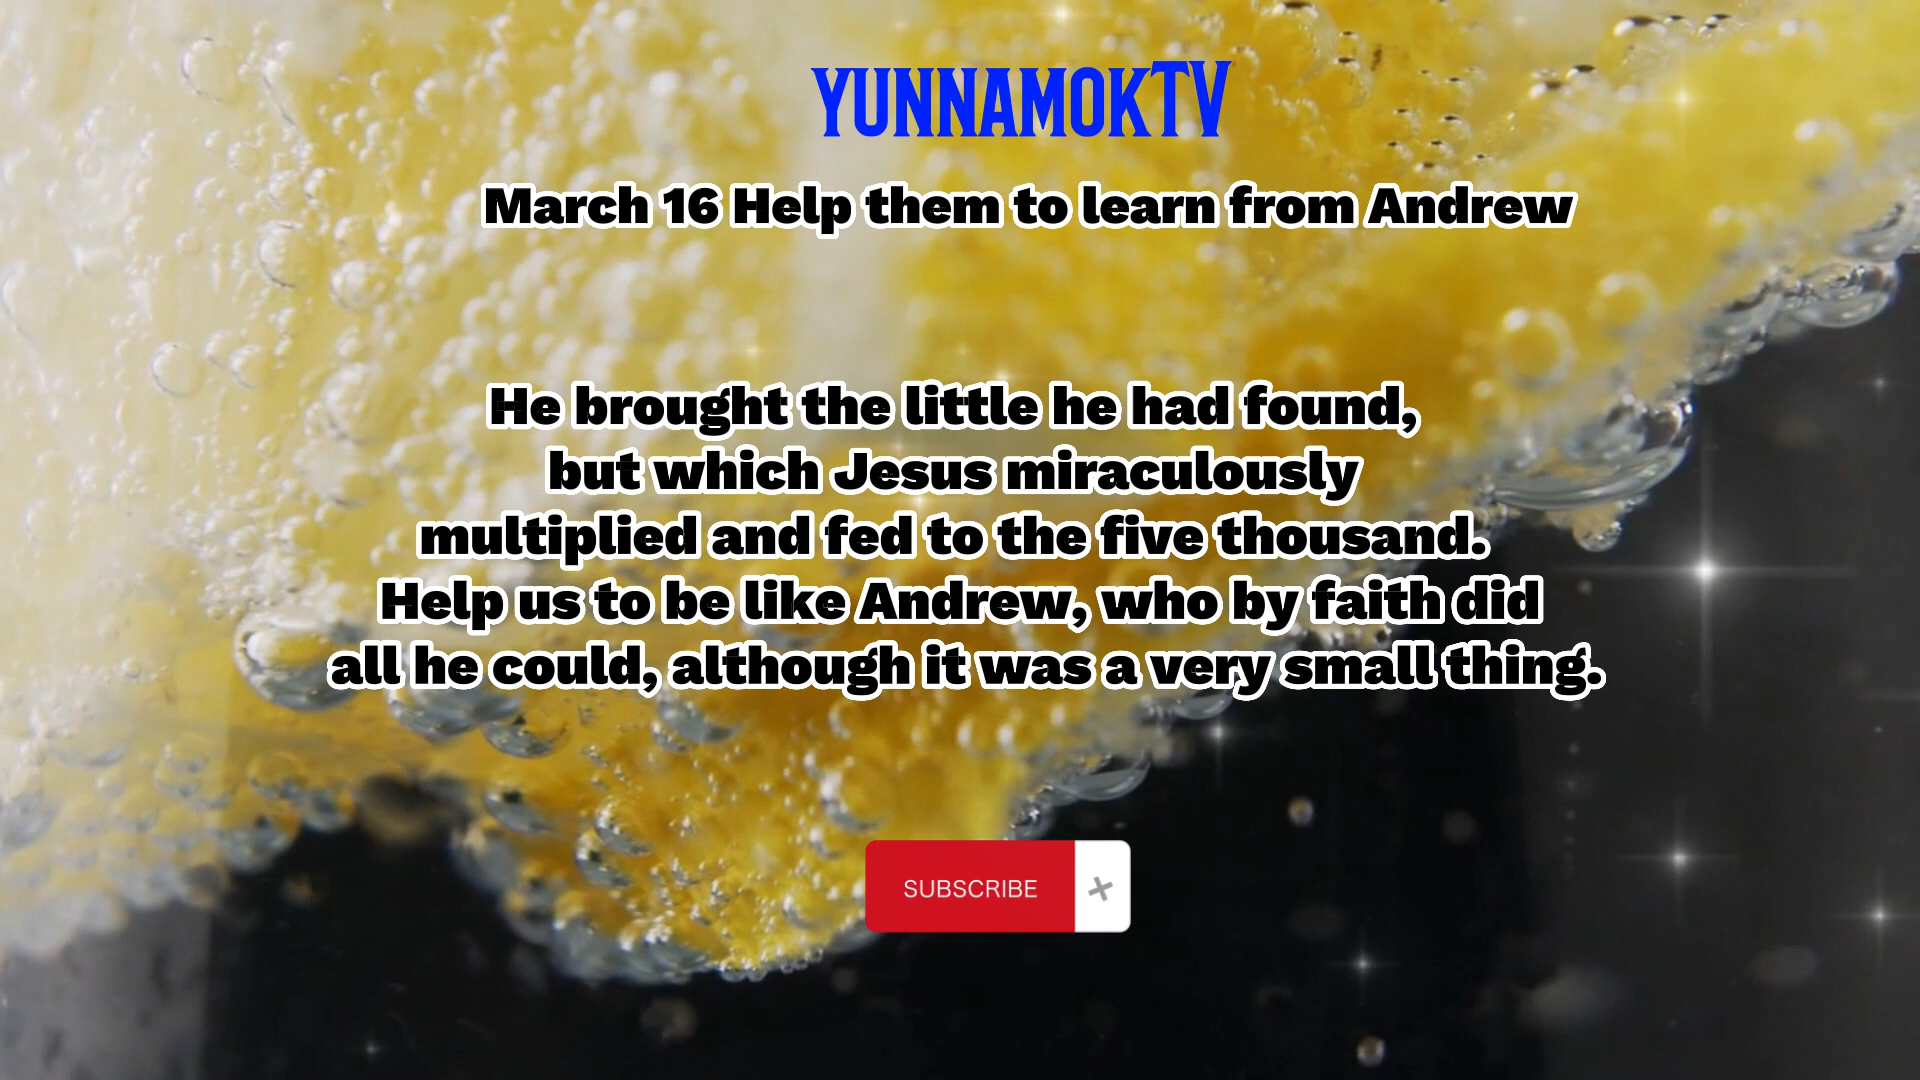 YUNNAMOKTV
March 16 Help them to learn from Andrew
He brought the little he had found,
but which Jesus miraculously
multiplied and fed to the five thousand.
Help us to be like Andrew, who by faith did
all he could, although it was a very small thing.
SUBSCRIBE